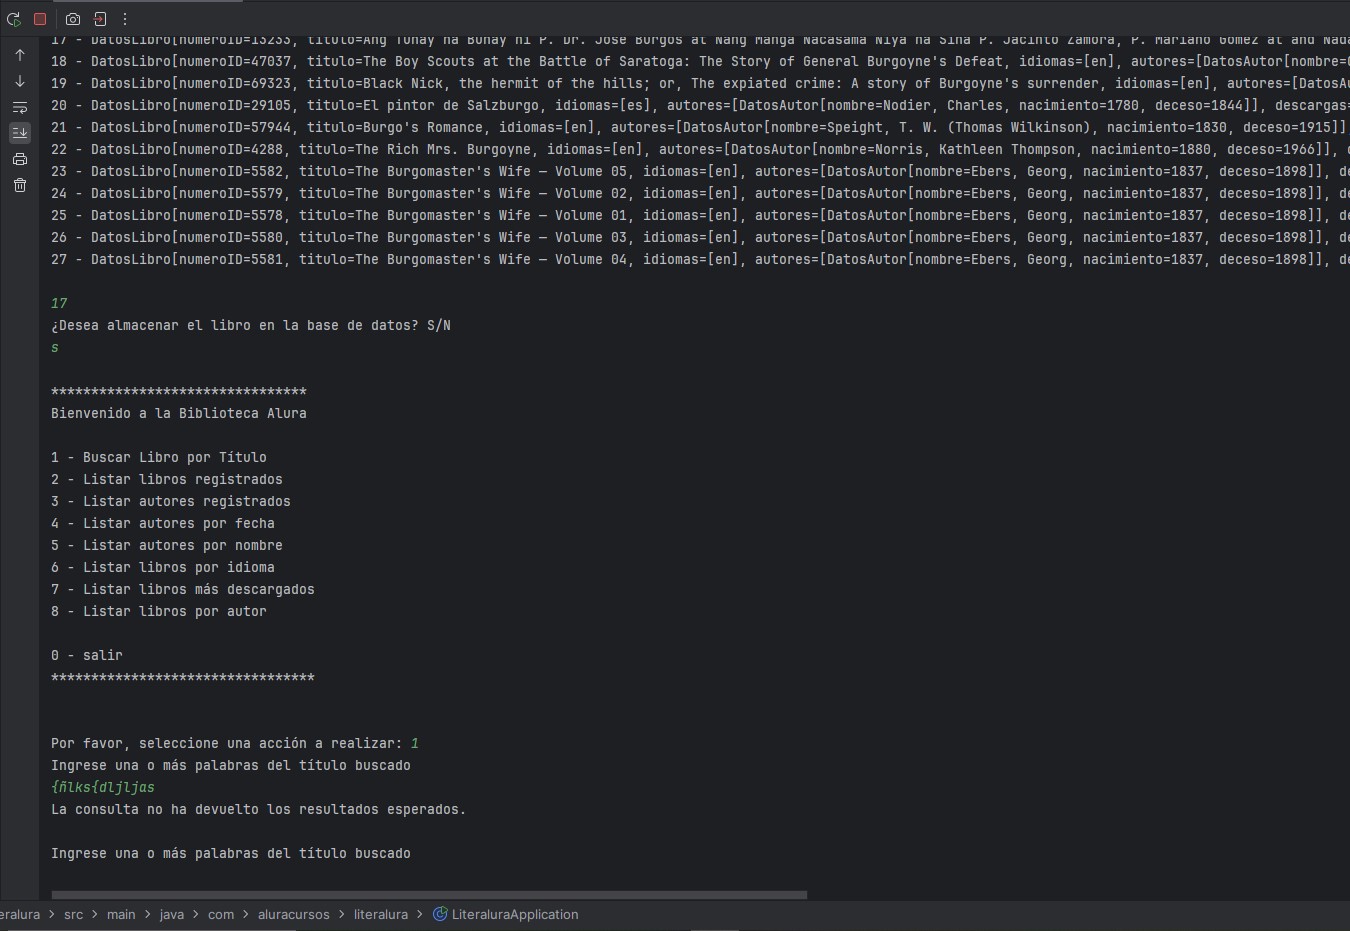 17 - DatosLibro[numeroID=13233, titulo=Ang Tunay na Buhay ni P. Dr. Jose Burgos at Nang Manga Nacasama Niya na Sina P. Jacinto Zamora, P. Mariano Gomez at and Nada
18 - DatosLibro[numeroID=47037, titulo=The Boy Scouts at the Battle of Saratoga: The Story of General Burgoyne's Defeat, idiomas=[en], autores=[DatosAutor[nombre=
19 - DatosLibro[numeroID=69323, titulo=Black Nick, the hermit of the hills; or, The expiated crime: A story of Burgoyne's surrender, idiomas=[en], autores=[DatosA
20 - DatosLibro[numeroID=29105, titulo=El pintor de Salzburgo, idiomas=[es], autores=[DatosAutor[nombre=Nodier, Charles, nacimiento=1780, deceso=1844]], descargas=
21 - DatosLibro[numeroID=57944, titulo=Burgo's Romance, idiomas=[en], autores=[DatosAutor[nombre=Speight, T. W. (Thomas Wilkinson), nacimiento=1830, deceso=1915]]
22 - DatosLibro[numeroID=4288, titulo=The Rich Mrs. Burgoyne, idiomas=[en], autores=[DatosAutor[nombre=Norris, Kathleen Thompson, nacimiento=1880, deceso=1966]],
23 - DatosLibro[numeroID=5582, titulo=The Burgomaster's Wife — Volume 05, idiomas=[en], autores=[DatosAutor[nombre=Ebers, Georg, nacimiento=1837, deceso=1898]], de
24 - DatosLibro[numeroID=5579, titulo=The Burgomaster's Wife — Volume 02, idiomas=[en], autores=[DatosAutor[nombre=Ebers, Georg, nacimiento=1837, deceso=1898]], de
25 - DatosLibro[numeroID=5578, titulo=The Burgomaster's Wife — Volume 01, idiomas=[en], autores=[DatosAutor[nombre=Ebers, Georg, nacimiento=1837, deceso=1898]], de
26 - DatosLibro[numeroID=5580, titulo=The Burgomaster's Wife — Volume 03, idiomas=[en], autores=[DatosAutor[nombre=Ebers, Georg, nacimiento=1837, deceso=1898]], de
27 - DatosLibro[numeroID=5581, titulo=The Burgomaster's Wife — Volume 04, idiomas=[en], autores=[DatosAutor[nombre=Ebers, Georg, nacimiento=1837, deceso=1898]], de
17
¿Desea almacenar el libro en la base de datos? S/N
s
********************************
Bienvenido a la Biblioteca Alura
1 - Buscar Libro por Título
2 - Listar libros registrados
3 - Listar autores registrados
4 - Listar autores por fecha
5 - Listar autores por nombre
6 - Listar libros por idioma
7 - Listar libros más descargados
8 - Listar libros por autor
0 - salir
*********************************
Por favor, seleccione una acción a realizar: 1
Ingrese una o más palabras del título buscado
{ñlks{dljljas
La consulta no ha devuelto los resultados esperados.
Ingrese una o más palabras del título buscado
eralura > src > main > java > com > aluracursos > literalura > LiteraluraApplication